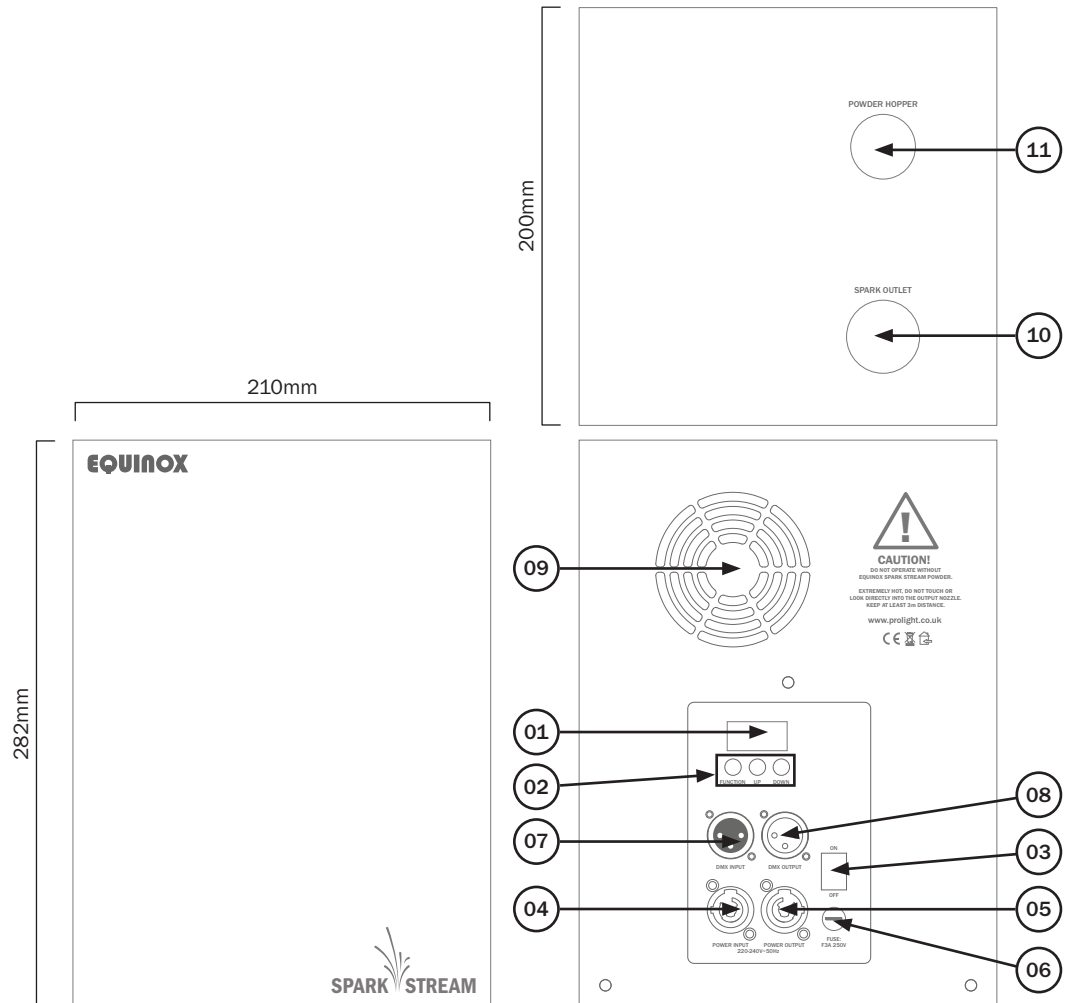 POWDER HOPPER
11
200mm
SPARK OUTLET
10
210mm
EQUINOX
282mm
SPARK STREAM
09
CAUTION!
DO NOT OPERATE WITHOUT
EQUINOX SPARK STREAM POWDER.
EXTREMELY HOT, DO NOT TOUCH OR
LOOK DIRECTLY INTO THE OUTPUT NOZZLE.
KEEP AT LEAST 3m DISTANCE.
www.prolight.co.uk
CE
01
02
FUNCTION UP DOWN
08
07
DMX INPUT DMX OUTPUT
ON
03
OFF
04
05
POWER INPUT POWER OUTPUT
220-240V~50Hz
FUSE:
F3A 250V
06